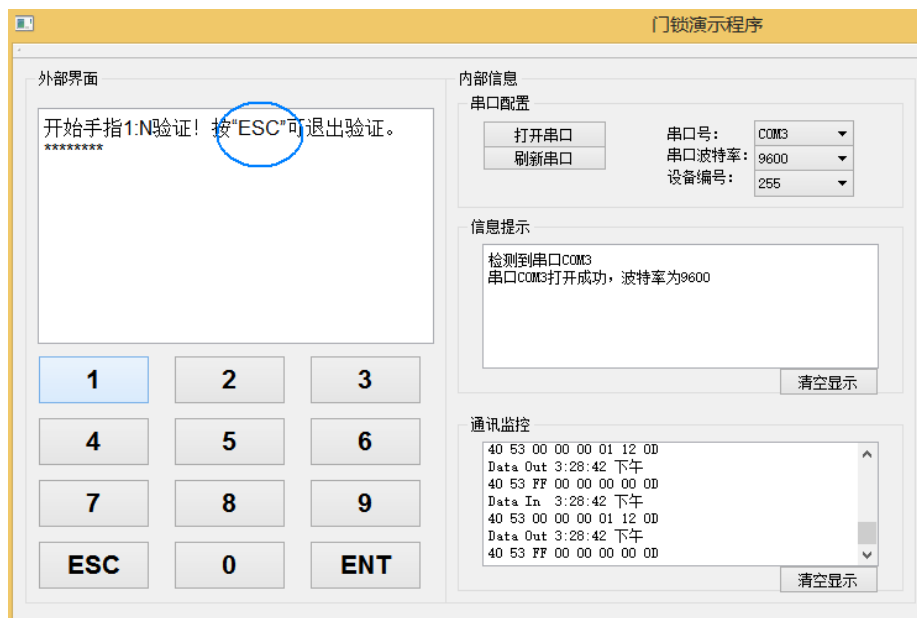 门锁演示程序
外部界面
开始手指1:N验证！按“ESC”可退出验证。
********
1 2 3
4 5 6
7 8 9
ESC 0 ENT
内部信息
串口配置
打开串口
刷新串口
串口号： COM3
串口波特率： 9600
设备编号： 255
信息提示
检测到串口COM3
串口COM3打开成功，波特率为9600
清空显示
通讯监控
40 53 00 00 00 01 12 0D
Data Out 3:28:42 下午
40 53 FF 00 00 00 00 0D
Data In 3:28:42 下午
40 53 00 00 00 01 12 0D
Data Out 3:28:42 下午
40 53 FF 00 00 00 00 0D
清空显示